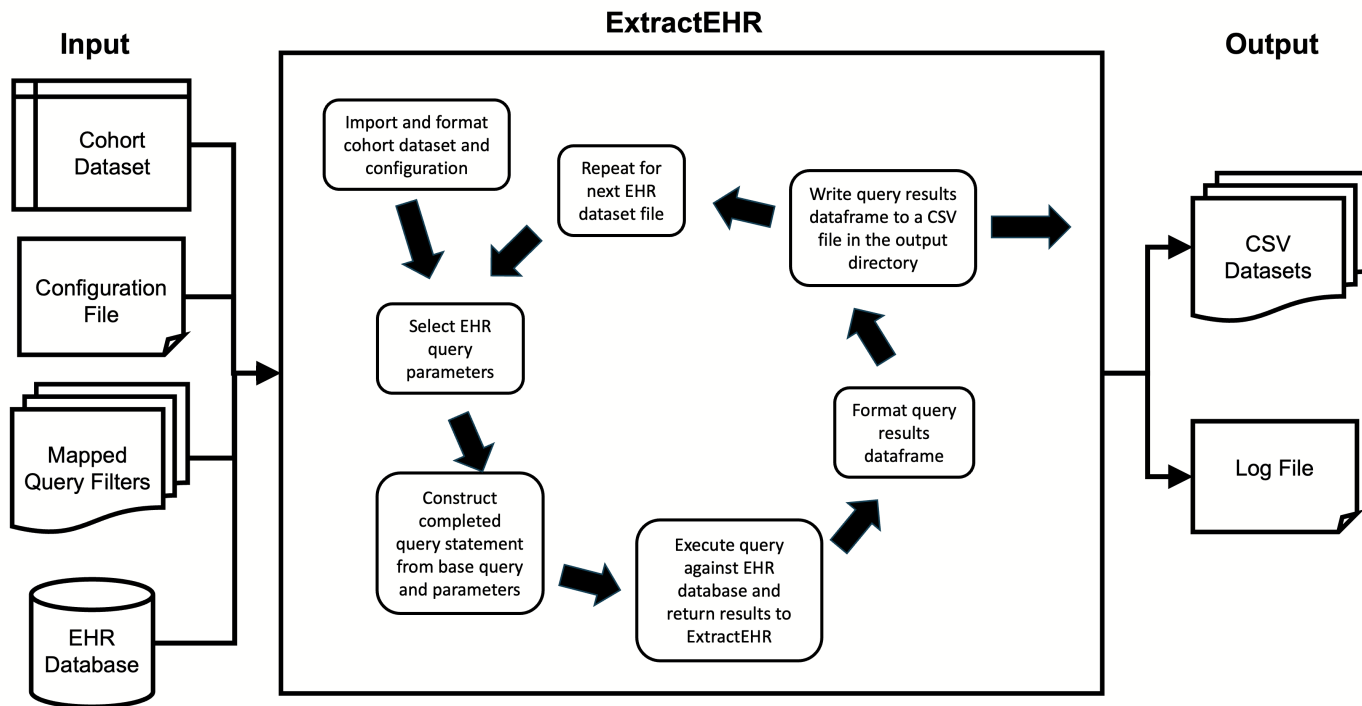 ExtractEHR
Input
Output
Cohort
Dataset
Configuration
File
Mapped
Query Filters
EHR
Database
Import and format
cohort dataset and
configuration
Repeat for
next EHR
dataset file
Write query results
dataframe to a CSV
file in the output
directory
Select EHR
query
parameters
Format query
results
dataframe
Construct
completed
query statement
from base query
and parameters
Execute query
against EHR
database and
return results to
ExtractEHR
CSV
Datasets
Log File